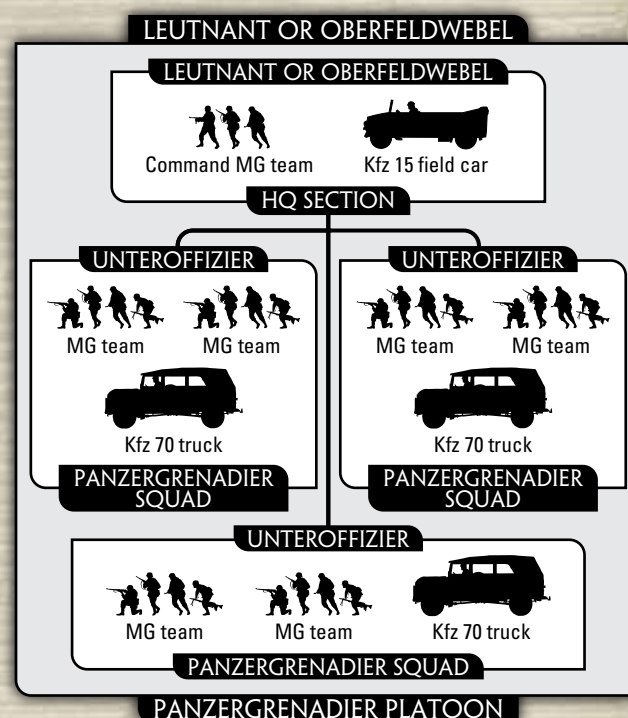 LEUTNANT OR OBERFELDWEBEL
LEUTNANT OR OBERFELDWEBEL
Command MG team
Kfz 15 field car
HQ SECTION
UNTEROFFIZIER
MG team
MG team
Kfz 70 truck
PANZERGRENADIER
SQUAD
UNTEROFFIZIER
MG team
MG team
Kfz 70 truck
PANZERGRENADIER
SQUAD
UNTEROFFIZIER
MG team
MG team
Kfz 70 truck
PANZERGRENADIER SQUAD
PANZERGRENADIER PLATOON